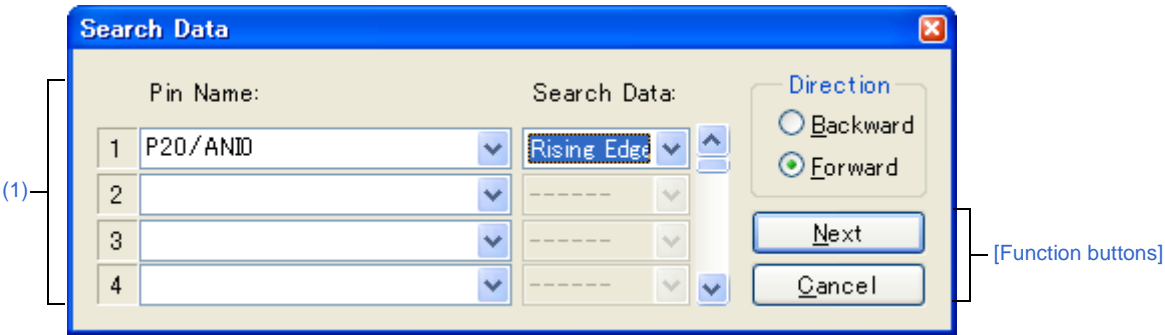 Search Data
Pin Name: Search Data: Direction
1 P20/ANI0 Rising Edge Backward
2 ------ Forward
(1)
3 ------ Next
[Function buttons]
4 ------ Cancel